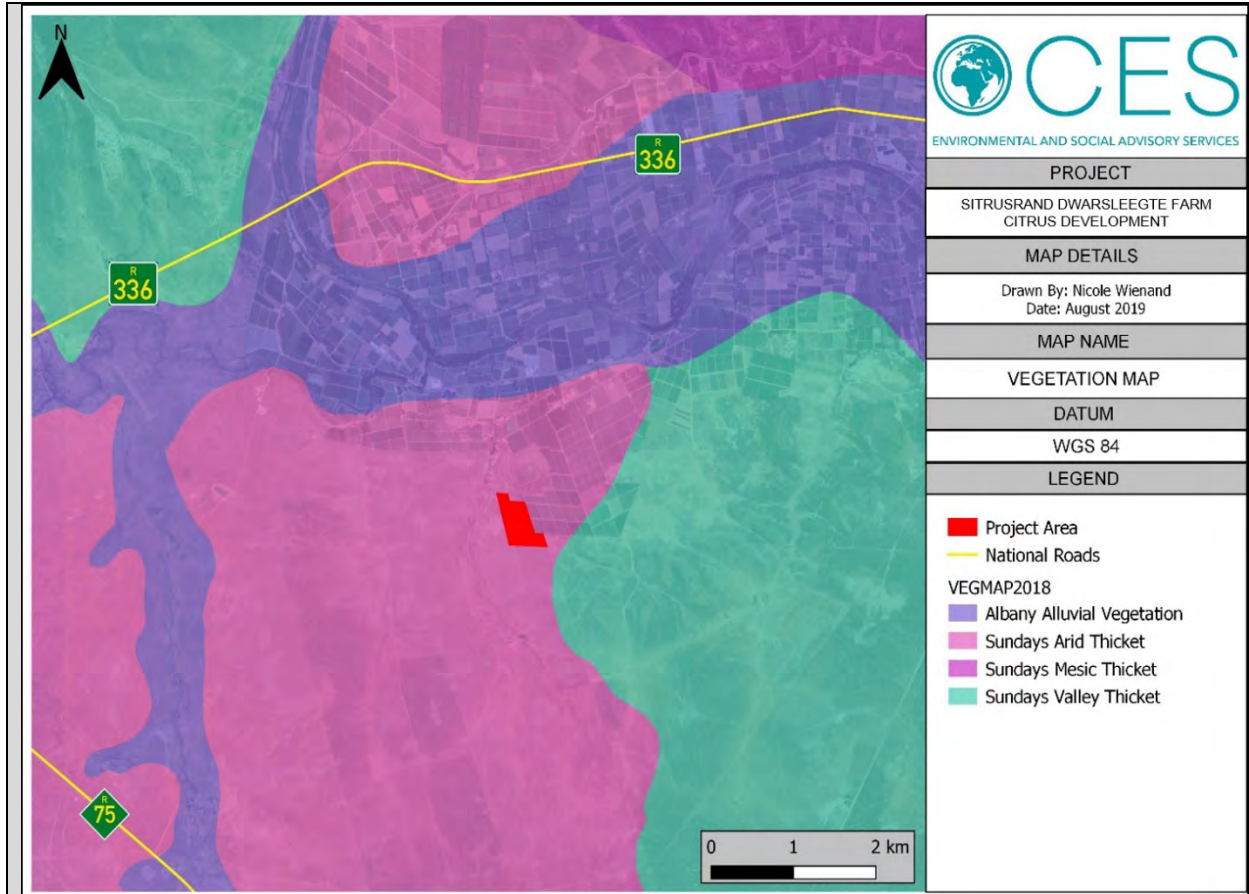 N
R
336
R
336
R
75
0 1 2 km
CES
ENVIRONMENTAL AND SOCIAL ADVISORY SERVICES
PROJECT
SITRUSRAND DWARSLEEGTE FARM
CITRUS DEVELOPMENT
MAP DETAILS
Drawn By: Nicole Wienand
Date: August 2019
MAP NAME
VEGETATION MAP
DATUM
WGS 84
LEGEND
Project Area
National Roads
VEGMAP2018
Albany Alluvial Vegetation
Sundays Arid Thicket
Sundays Mesic Thicket
Sundays Valley Thicket